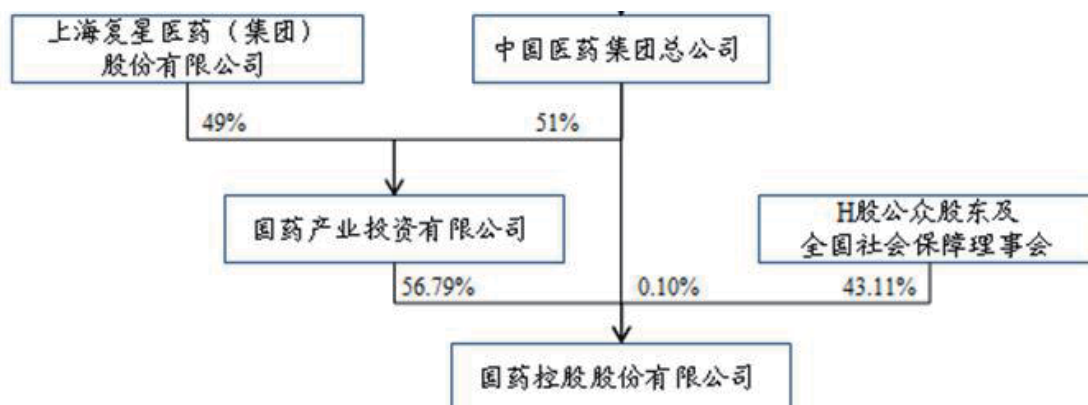 上海复星医药（集团）
股份有限公司
中国医药集团总公司
49%
51%
国药产业投资有限公司
H股公众股东及
全国社会保障理事会
56.79%
0.10%
43.11%
国药控股股份有限公司